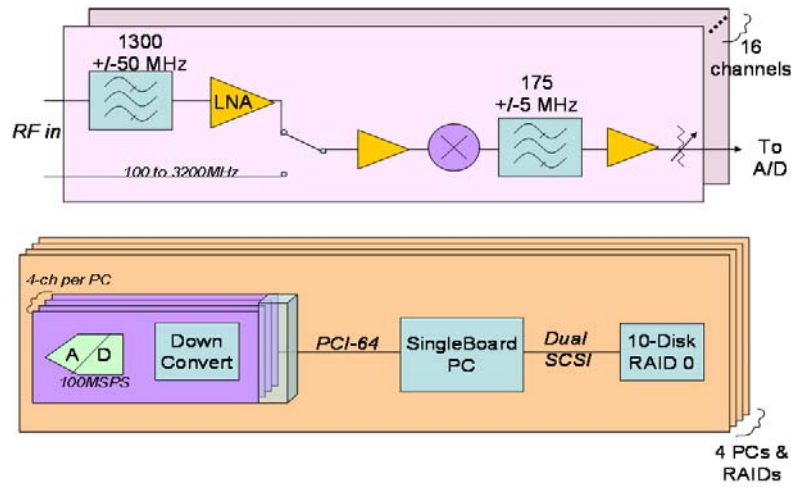 1300
+/-50 MHz
LNA
RF in
100 to 3200MHz
175
+/-5 MHz
16
channels
To
A/D
4-ch per PC
A D
100MSPS
Down
Convert
PCI-64
SingleBoard
PC
Dual
SCSI
10-Disk
RAID 0
4 PCs &
RAIDs